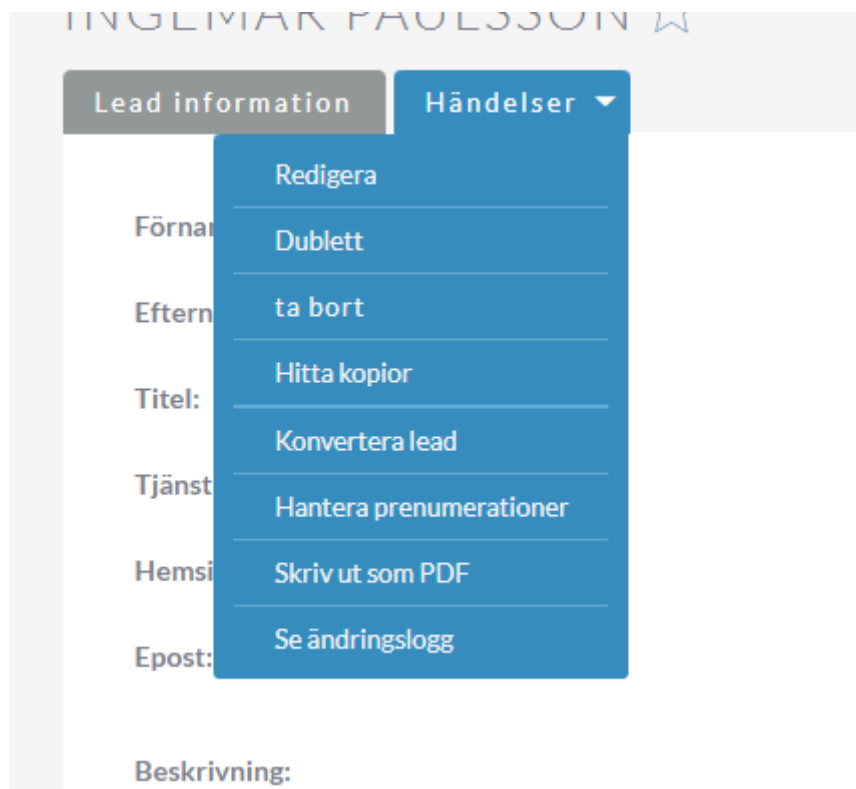 INGEMAR PAULSSON
Lead information
Händelser
Redigera
Dublett
ta bort
Hitta kopior
Konvertera lead
Hantera prenumerationer
Skriv ut som PDF
Se ändringslogg
Titel:
Epost:
Beskrivning: